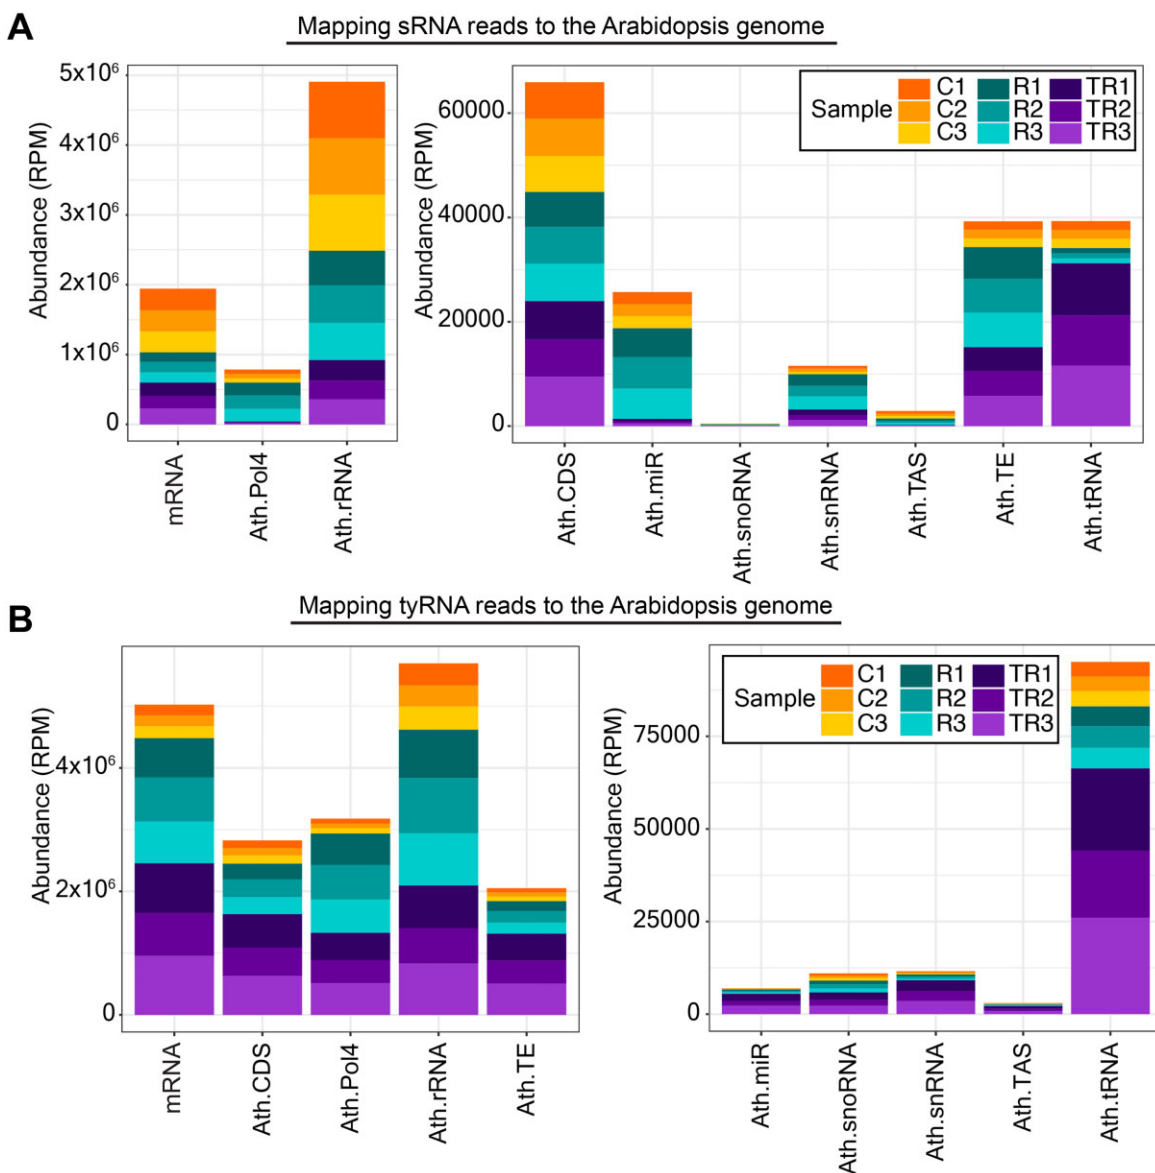 A
Mapping sRNA reads to the Arabidopsis genome
Abundance (RPM)
5x10⁶
4x10⁶
3x10⁶
2x10⁶
1x10⁶
0
mRNA
Ath.Pol4
Ath.rRNA
Abundance (RPM)
60000
40000
20000
0
Sample
C1 R1 TR1
C2 R2 TR2
C3 R3 TR3
Ath.CDS
Ath.miR
Ath.snoRNA
Ath.snRNA
Ath.TAS
Ath.TE
Ath.tRNA
B
Mapping tyRNA reads to the Arabidopsis genome
Abundance (RPM)
4x10⁶
2x10⁶
0
mRNA
Ath.CDS
Ath.Pol4
Ath.rRNA
Ath.TE
Abundance (RPM)
75000
50000
25000
0
Sample
C1 R1 TR1
C2 R2 TR2
C3 R3 TR3
Ath.miR
Ath.snoRNA
Ath.snRNA
Ath.TAS
Ath.tRNA